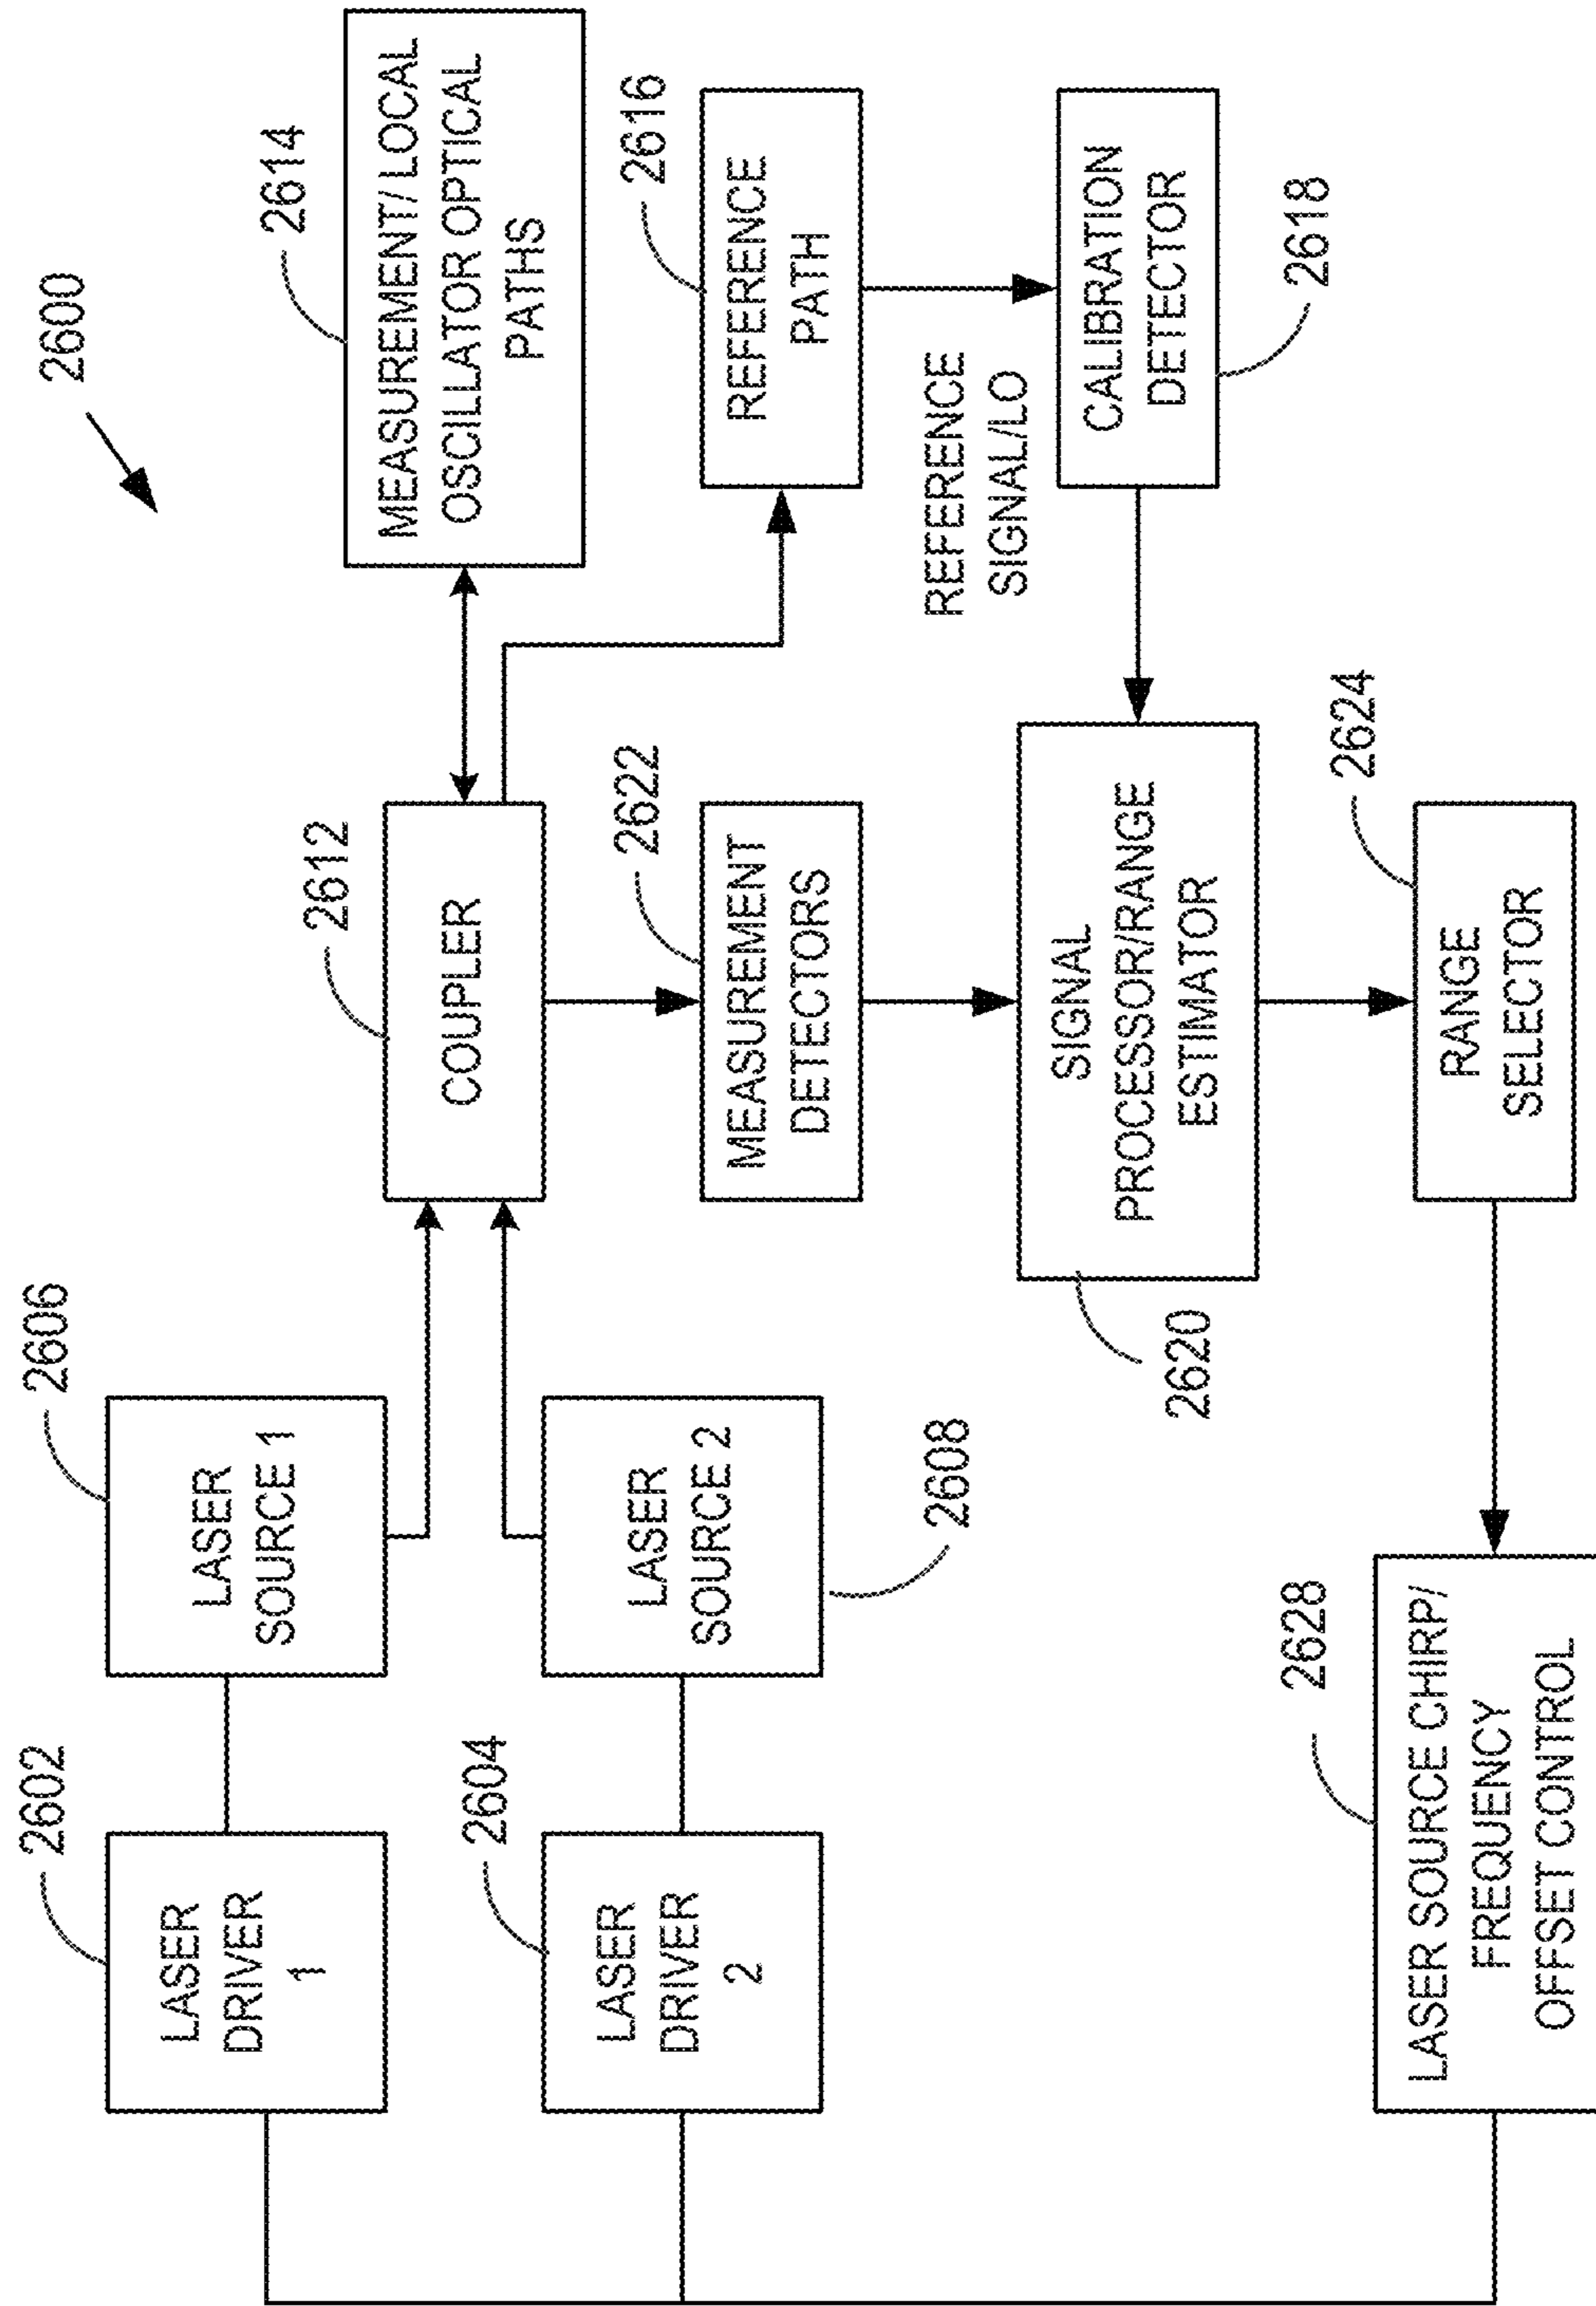 2600
2602
LASER
DRIVER
1
2606
LASER
SOURCE 1
2604
LASER
DRIVER
2
LASER
SOURCE 2
2608
2612
COUPLER
2614
MEASUREMENT/ LOCAL
OSCILLATOR OPTICAL
PATHS
2622
MEASUREMENT
DETECTORS
2616
REFERENCE
PATH
REFERENCE
SIGNAL/LO
CALIBRATION
DETECTOR
2618
SIGNAL
PROCESSOR/RANGE
ESTIMATOR
2620
2624
RANGE
SELECTOR
2628
LASER SOURCE CHIRP/
FREQUENCY
OFFSET CONTROL